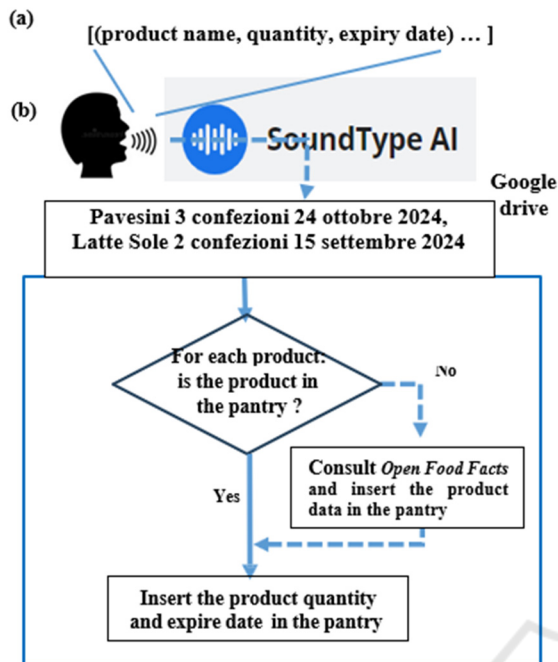 (a)
[(product name, quantity, expiry date) ... ]
(b)
SoundType AI
Google
drive
Pavesini 3 confezioni 24 ottobre 2024,
Latte Sole 2 confezioni 15 settembre 2024
For each product:
is the product in
the pantry ?
No
Consult Open Food Facts
and insert the product
data in the pantry
Yes
Insert the product quantity
and expire date in the pantry